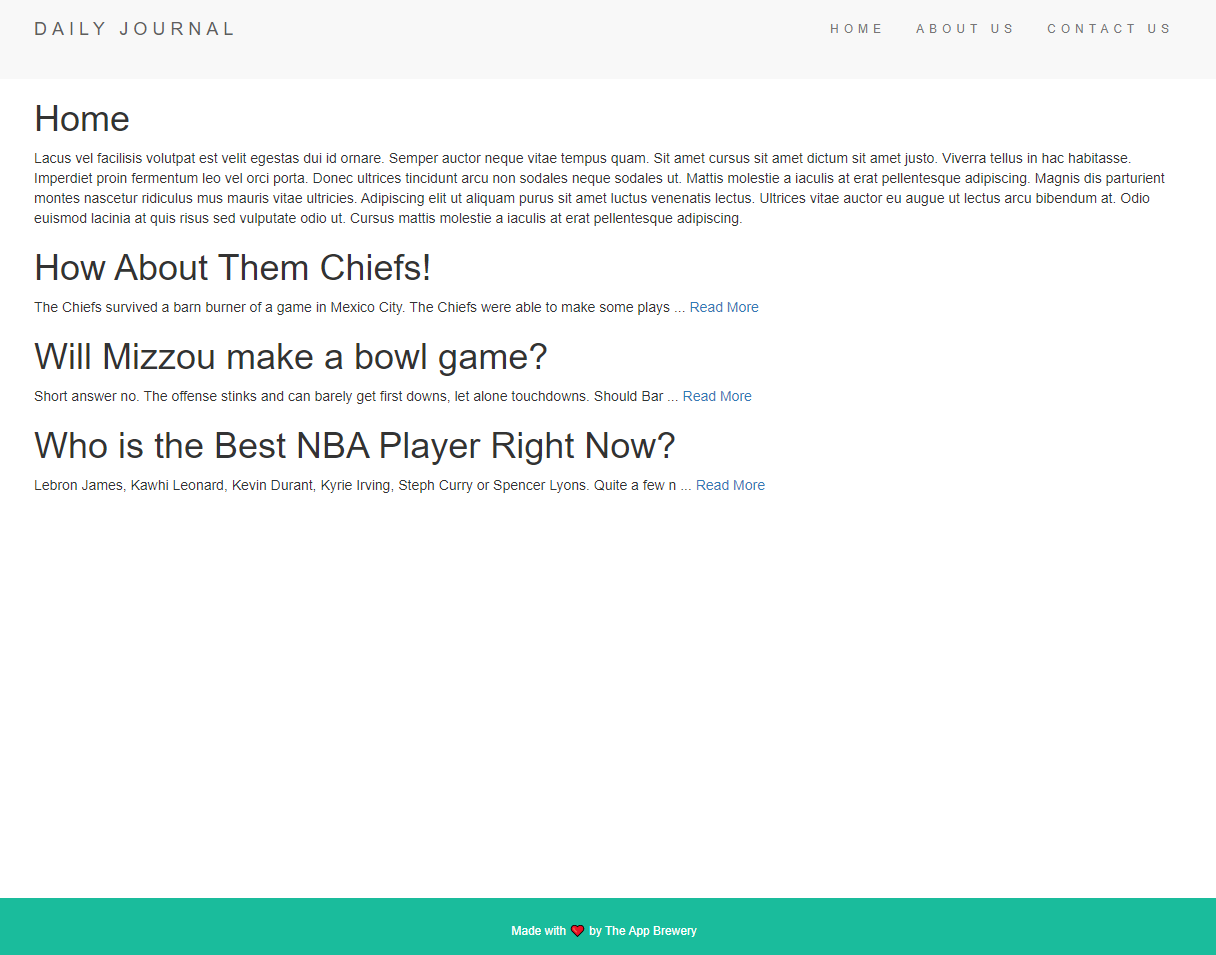 DAILY JOURNAL
HOME ABOUT US CONTACT US
Home
Lacus vel facilisis volutpat est velit egestas dui id ornare. Semper auctor neque vitae tempus quam. Sit amet cursus sit amet dictum sit amet justo. Viverra tellus in hac habitasse.
Imperdiet proin fermentum leo vel orci porta. Donec ultrices tincidunt arcu non sodales neque sodales ut. Mattis molestie a iaculis at erat pellentesque adipiscing. Magnis dis parturient
montes nascetur ridiculus mus mauris vitae ultricies. Adipiscing elit ut aliquam purus sit amet luctus venenatis lectus. Ultrices vitae auctor eu augue ut lectus arcu bibendum at. Odio
euismod lacinia at quis risus sed vulputate odio ut. Cursus mattis molestie a iaculis at erat pellentesque adipiscing.
How About Them Chiefs!
The Chiefs survived a barn burner of a game in Mexico City. The Chiefs were able to make some plays ... Read More
Will Mizzou make a bowl game?
Short answer no. The offense stinks and can barely get first downs, let alone touchdowns. Should Bar ... Read More
Who is the Best NBA Player Right Now?
Lebron James, Kawhi Leonard, Kevin Durant, Kyrie Irving, Steph Curry or Spencer Lyons. Quite a few n ... Read More
Made with ❤ by The App Brewery